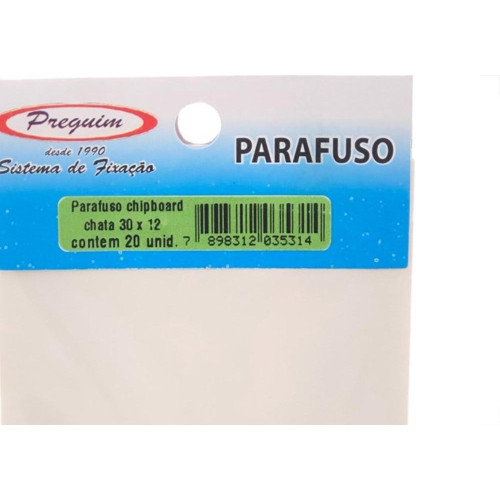 Preguim
desde 1990
Sistema de Fixação
PARAFUSO
Parafuso chipboard
chata 30 x 12
contem 20 unid.
7 898312 035314